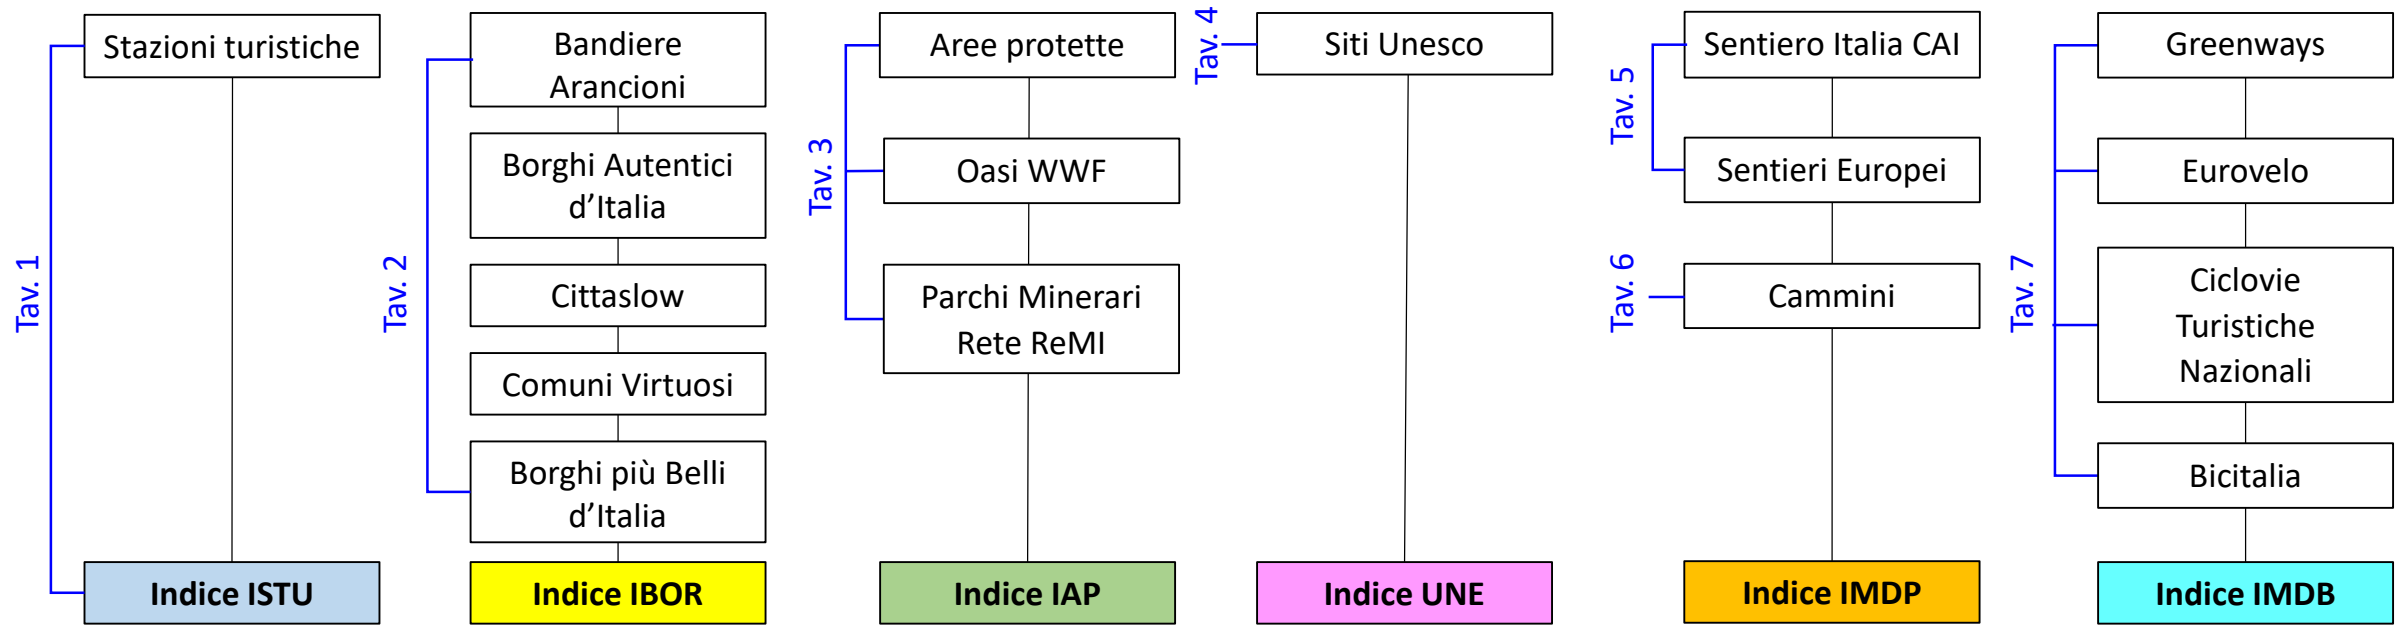 Tav. 1
Stazioni turistiche
Indice ISTU
Tav. 2
Bandiere
Arancioni
Borghi Autentici
d'Italia
Cittaslow
Comuni Virtuosi
Borghi più Belli
d'Italia
Indice IBOR
Tav. 3
Aree protette
Oasi WWF
Parchi Minerari
Rete ReMI
Indice IAP
Tav. 4
Siti Unesco
Indice UNE
Tav. 5
Sentiero Italia CAI
Sentieri Europei
Tav. 6
Cammini
Indice IMDP
Tav. 7
Greenways
Eurovelo
Ciclovie
Turistiche
Nazionali
Bicitalia
Indice IMDB